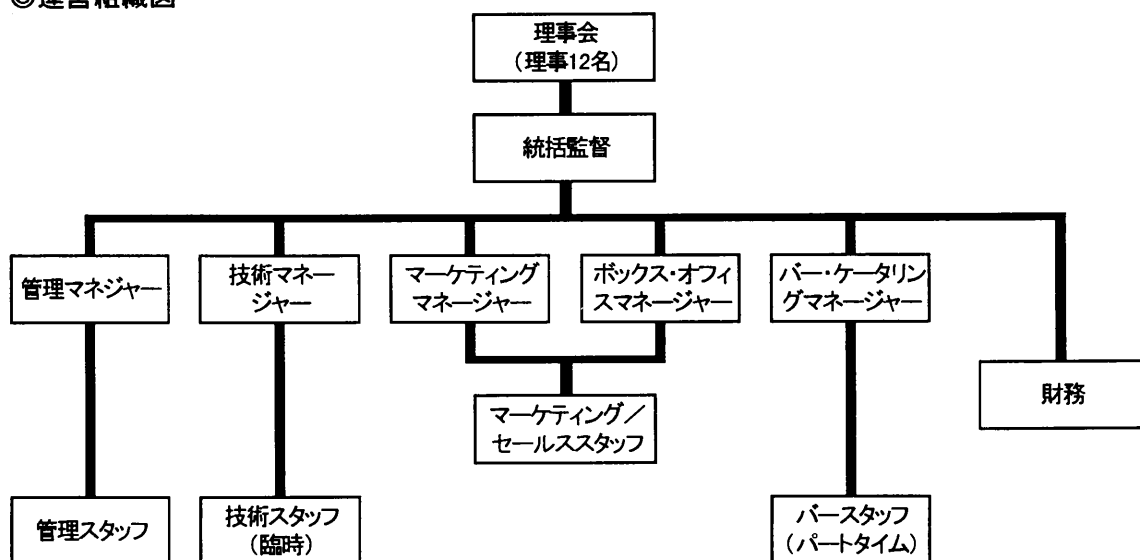 ◎運営組織図
理事会
(理事12名)
統括監督
管理マネジャー
技術マネー
ジャー
マーケティング
マネージャー
ボックス・オフィ
スマネージャー
バー・ケータリン
グマネージャー
財務
マーケティング／
セールススタッフ
管理スタッフ
技術スタッフ
(臨時)
バースタッフ
(パートタイム)